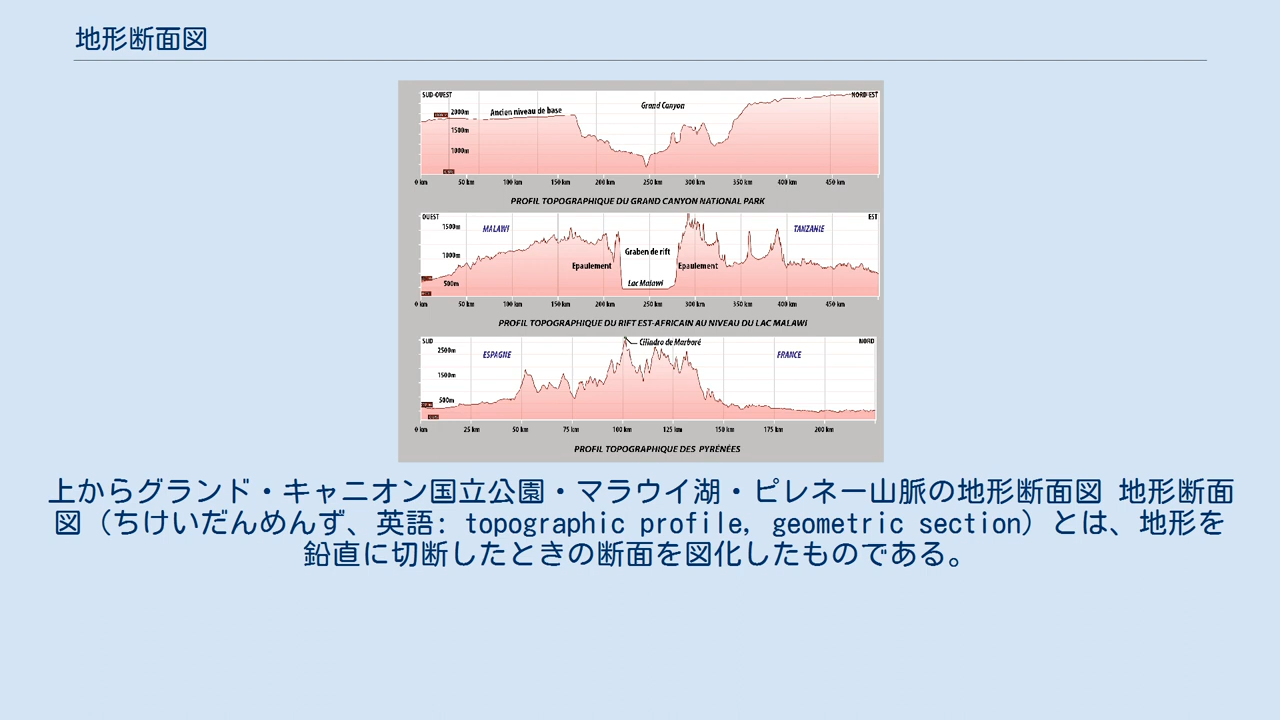 地形断面図
SUD-OUEST
NORD-EST
Ancien niveau de base
Grand Canyon
2000m
1500m
1000m
0 km 50 km 100 km 150 km 200 km 250 km 300 km 350 km 400 km 450 km
PROFIL TOPOGRAPHIQUE DU GRAND CANYON NATIONAL PARK
OUEST
EST
1500m
MALAWI
TANZANIE
1000m
Graben de rift
Epaulement
Epaulement
500m
Lac Malawi
0 km 50 km 100 km 150 km 200 km 250 km 300 km 350 km 400 km 450 km
PROFIL TOPOGRAPHIQUE DU RIFT EST-AFRICAIN AU NIVEAU DU LAC MALAWI
SUD
NORD
Cilindro de Marboré
2500m
ESPAGNE
FRANCE
1500m
500m
0 km 25 km 50 km 75 km 100 km 125 km 150 km 175 km 200 km
PROFIL TOPOGRAPHIQUE DES PYRÉNÉES
上からグランド・キャニオン国立公園・マラウイ湖・ピレネー山脈の地形断面図 地形断面
図（ちけいだんめんず、英語: topographic profile, geometric section）とは、地形を
鉛直に切断したときの断面を図化したものである。